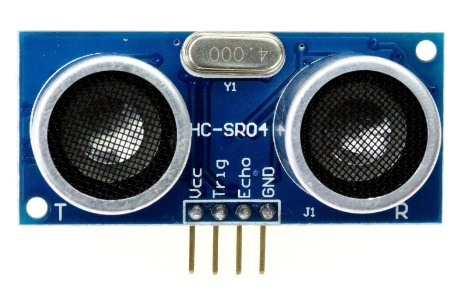 4.000
Y1
HC-SR04
Vcc
Trig
Echo
GND
T
J1
R